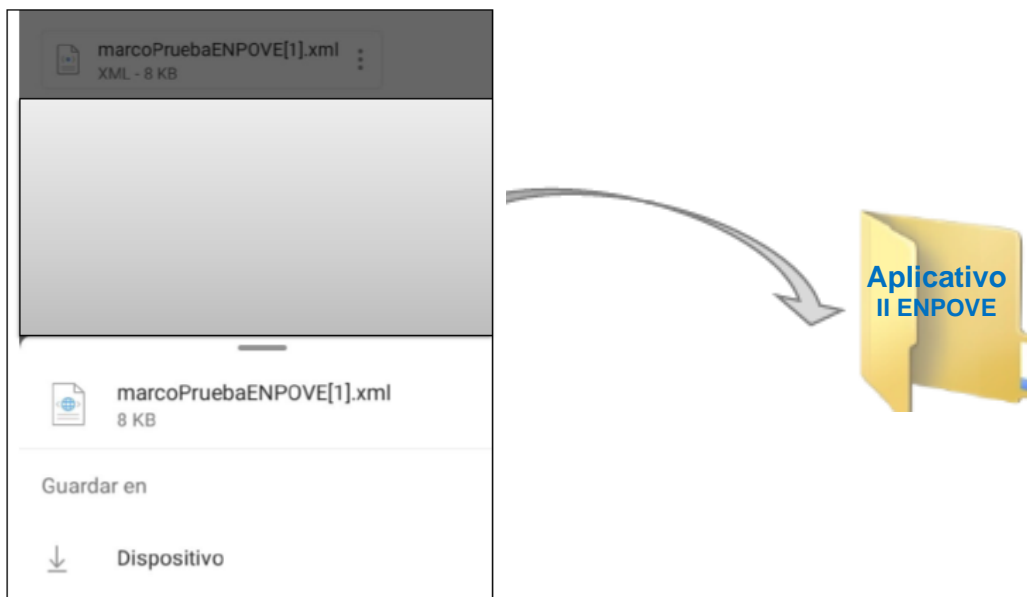 marcoPruebaENPOVE[1].xml
XML - 8 KB
marcoPruebaENPOVE[1].xml
8 KB
Guardar en
Dispositivo
Aplicativo
II ENPOVE